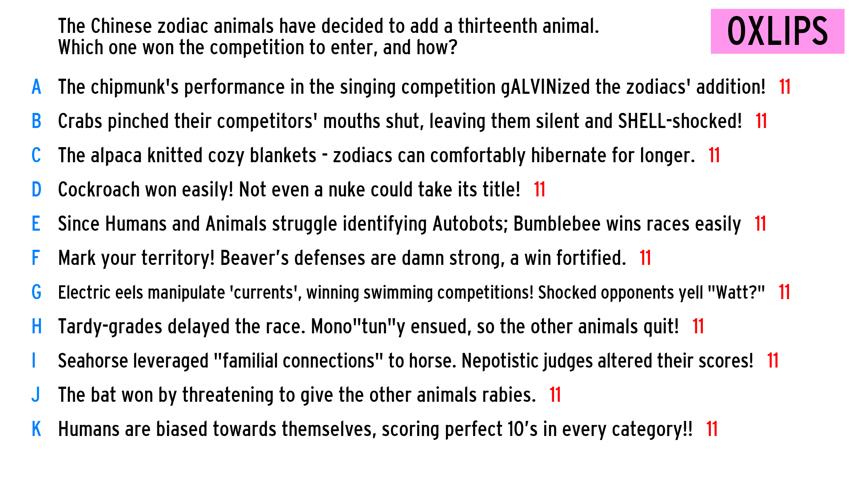 The Chinese zodiac animals have decided to add a thirteenth animal.
Which one won the competition to enter, and how?
OXLIPS
A The chipmunk's performance in the singing competition gALVINized the zodiacs' addition! 11
B Crabs pinched their competitors' mouths shut, leaving them silent and SHELL-shocked! 11
C The alpaca knitted cozy blankets - zodiacs can comfortably hibernate for longer. 11
D Cockroach won easily! Not even a nuke could take its title! 11
E Since Humans and Animals struggle identifying Autobots; Bumblebee wins races easily 11
F Mark your territory! Beaver's defenses are damn strong, a win fortified. 11
G Electric eels manipulate 'currents', winning swimming competitions! Shocked opponents yell "Watt?" 11
H Tardy-grades delayed the race. Mono"tun"y ensued, so the other animals quit! 11
I Seahorse leveraged "familial connections" to horse. Nepotistic judges altered their scores! 11
J The bat won by threatening to give the other animals rabies. 11
K Humans are biased towards themselves, scoring perfect 10's in every category!! 11